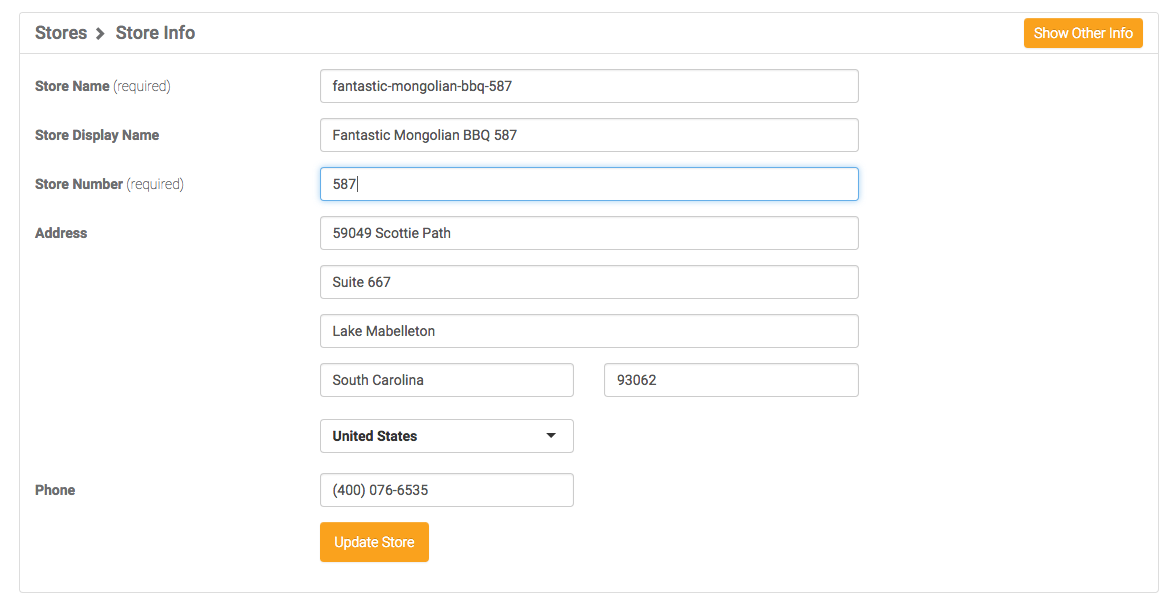 Stores > Store Info
Show Other Info
Store Name (required)
fantastic-mongolian-bbq-587
Store Display Name
Fantastic Mongolian BBQ 587
Store Number (required)
587
Address
59049 Scottie Path
Suite 667
Lake Mabelleton
South Carolina
93062
United States
Phone
(400) 076-6535
Update Store